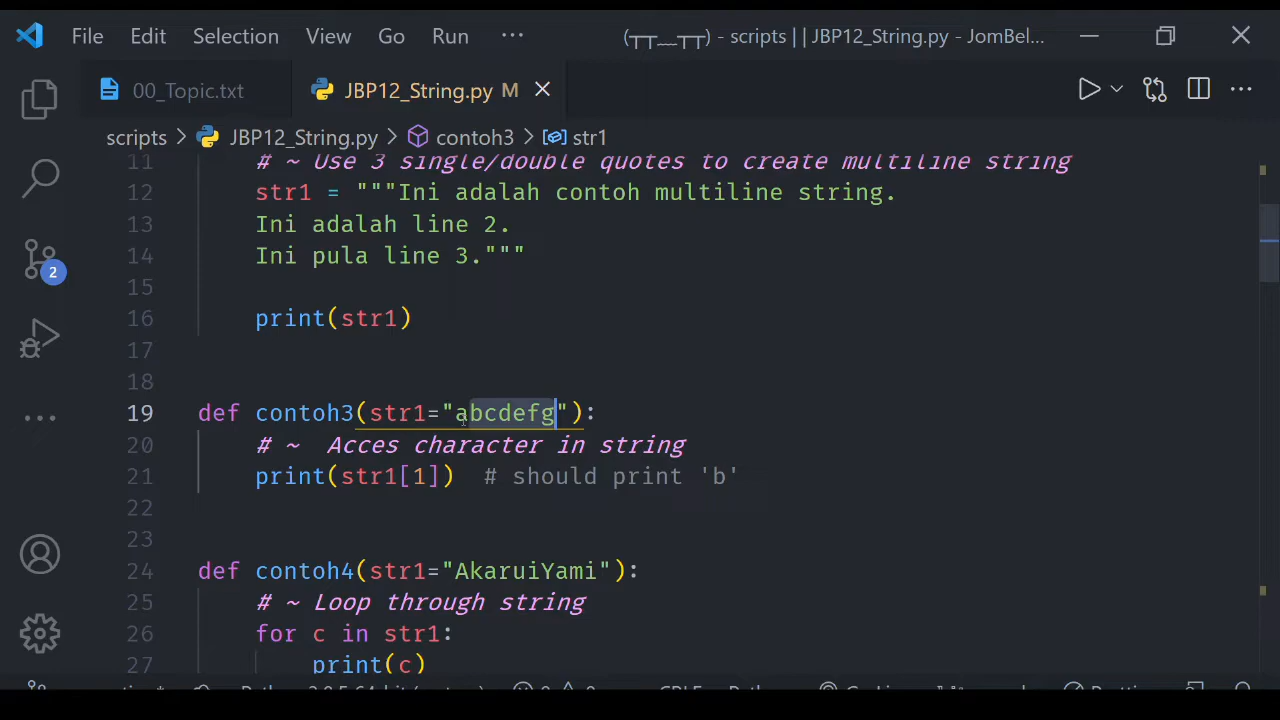 File Edit Selection View Go Run ··· (┬┬﹏┬┬) - scripts | | JBP12_String.py - JomBel...
00_Topic.txt JBP12_String.py M
scripts > JBP12_String.py > contoh3 > str1
11 # ~ Use 3 single/double quotes to create multiline string
12 str1 = """Ini adalah contoh multiline string.
13 Ini adalah line 2.
14 Ini pula line 3."""
15
16 print(str1)
17
18
19 def contoh3(str1="abcdefg"):
20 # ~  Acces character in string
21 print(str1[1])  # should print 'b'
22
23
24 def contoh4(str1="AkaruiYami"):
25 # ~ Loop through string
26 for c in str1:
27 print(c)
2